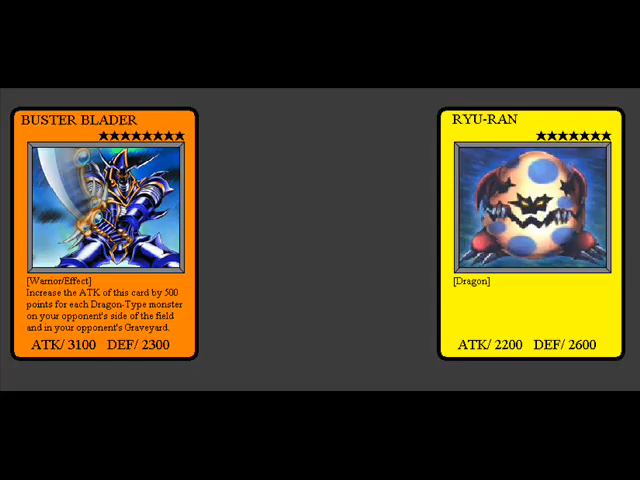 BUSTER BLADER
[Warrior/Effect]
Increase the ATK of this card by 500
points for each Dragon-Type monster
on your opponent's side of the field
and in your opponent's Graveyard.
ATK/ 3100 DEF/ 2300
RYU-RAN
[Dragon]
ATK/ 2200 DEF/ 2600